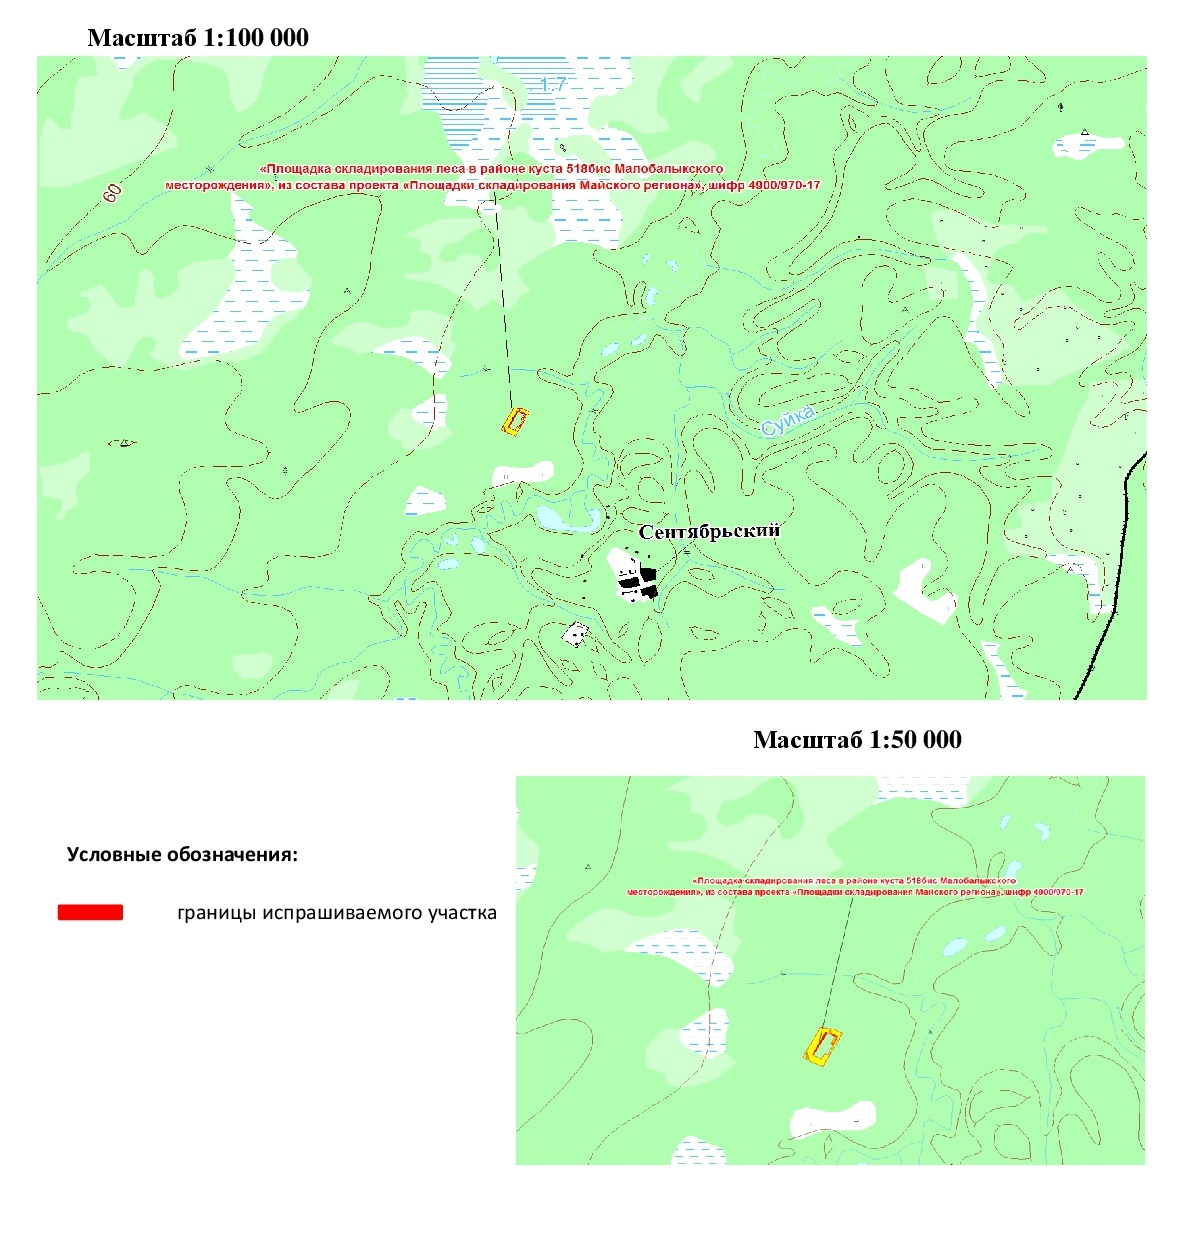 Масштаб 1:100 000
1.7
«Площадка складирования леса в районе куста 518бис Малобалыкского
месторождения», из состава проекта «Площадки складирования Майского региона», шифр 4900/970-17
60
Суйка
Сентябрьский
Масштаб 1:50 000
«Площадка складирования леса в районе куста 518бис Малобалыкского
месторождения», из состава проекта «Площадки складирования Майского региона», шифр 4900/970-17
Условные обозначения:
границы испрашиваемого участка